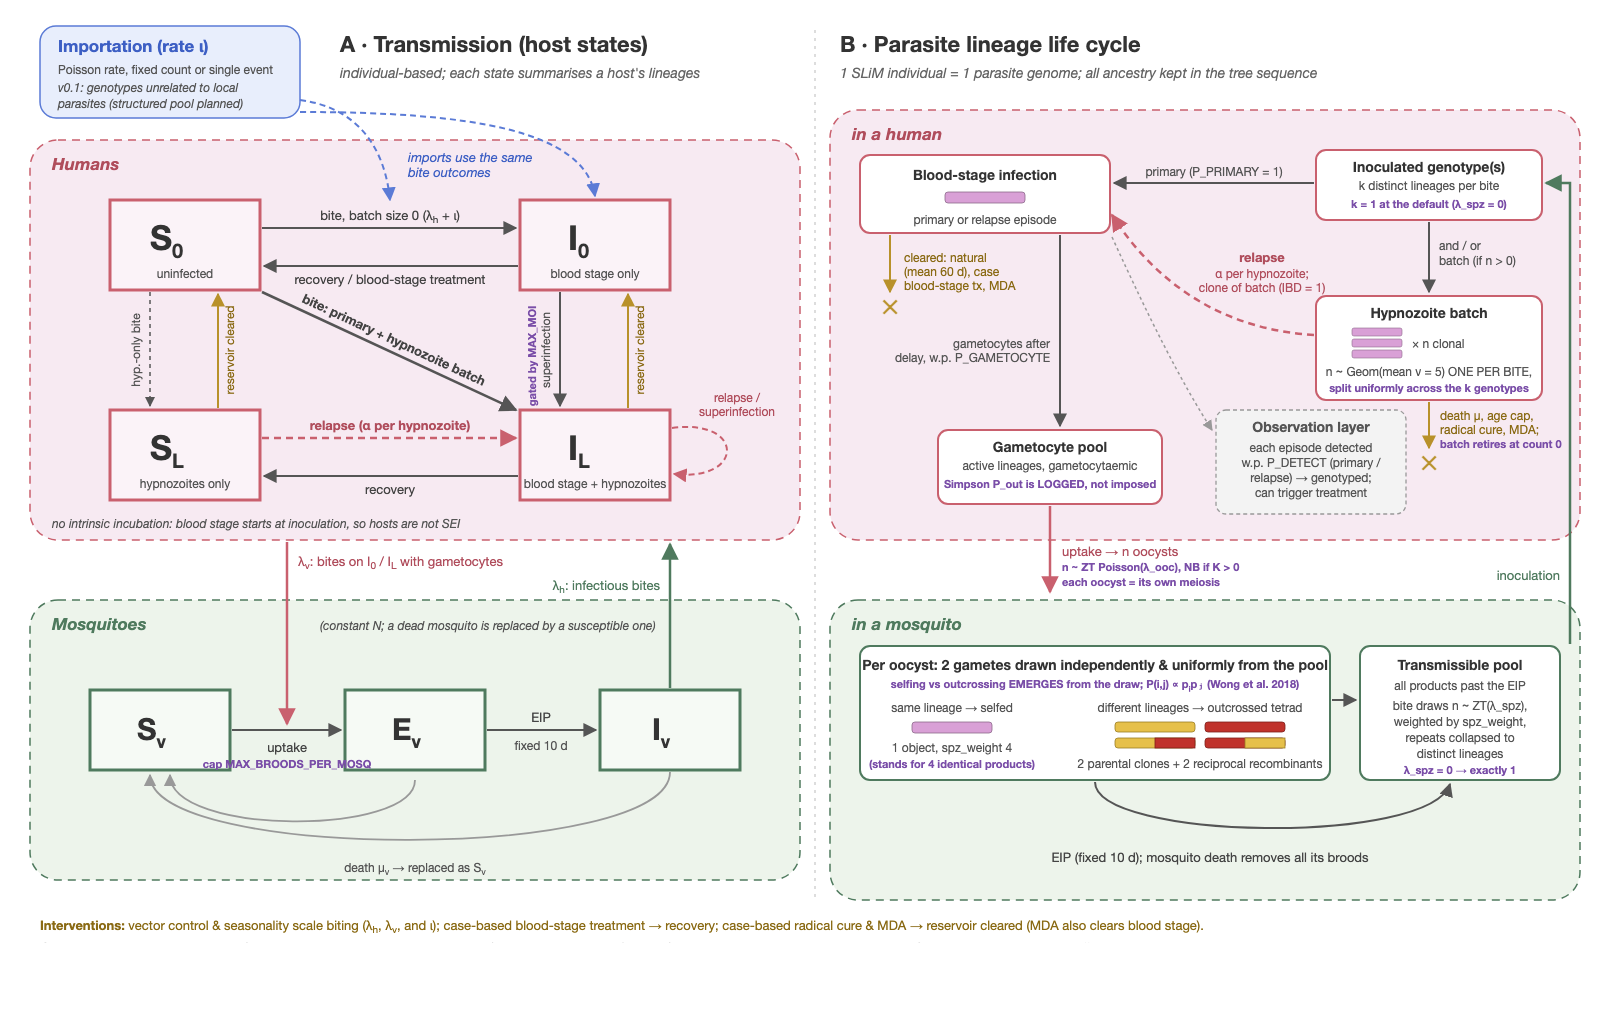 Importation (rate ι)
Poisson rate, fixed count or single event
v0.1: genotypes unrelated to local
parasites (structured pool planned)
A · Transmission (host states)
individual-based; each state summarises a host's lineages
Humans
imports use the same
bite outcomes
S0
uninfected
bite, batch size 0 (λh + ι)
recovery / blood-stage treatment
I0
blood stage only
hyp.-only bite
reservoir cleared
bite: primary + hypnozoite batch
gated by MAX_MOI
superinfection
reservoir cleared
relapse /
superinfection
SL
hypnozoites only
relapse (α per hypnozoite)
recovery
IL
blood stage + hypnozoites
no intrinsic incubation: blood stage starts at inoculation, so hosts are not SEI
λv: bites on I0 / IL with gametocytes
λh: infectious bites
Mosquitoes
(constant N; a dead mosquito is replaced by a susceptible one)
Sv
uptake
cap MAX_BROODS_PER_MOSQ
Ev
EIP
fixed 10 d
Iv
death μv → replaced as Sv
B · Parasite lineage life cycle
1 SLiM individual = 1 parasite genome; all ancestry kept in the tree sequence
in a human
Blood-stage infection
primary or relapse episode
primary (P_PRIMARY = 1)
Inoculated genotype(s)
k distinct lineages per bite
k = 1 at the default (λ_spz = 0)
and / or
batch (if n > 0)
cleared: natural
(mean 60 d), case
blood-stage tx, MDA
relapse
α per hypnozoite;
clone of batch (IBD = 1)
Hypnozoite batch
× n clonal
n ~ Geom(mean ν = 5) ONE PER BITE,
split uniformly across the k genotypes
gametocytes after
delay, w.p. P_GAMETOCYTE
death μ, age cap,
radical cure, MDA;
batch retires at count 0
Gametocyte pool
active lineages, gametocytaemic
Simpson P_out is LOGGED, not imposed
Observation layer
each episode detected
w.p. P_DETECT (primary /
relapse) → genotyped;
can trigger treatment
uptake → n oocysts
n ~ ZT Poisson(λ_ooc), NB if K > 0
each oocyst = its own meiosis
inoculation
in a mosquito
Per oocyst: 2 gametes drawn independently & uniformly from the pool
selfing vs outcrossing EMERGES from the draw; P(i,j) ∝ pᵢpⱼ (Wong et al. 2018)
same lineage → selfed
1 object, spz_weight 4
(stands for 4 identical products)
different lineages → outcrossed tetrad
2 parental clones + 2 reciprocal recombinants
Transmissible pool
all products past the EIP
bite draws n ~ ZT(λ_spz),
weighted by spz_weight,
repeats collapsed to
distinct lineages
λ_spz = 0 → exactly 1
EIP (fixed 10 d); mosquito death removes all its broods
Interventions: vector control & seasonality scale biting (λh, λv, and ι); case-based blood-stage treatment → recovery; case-based radical cure & MDA → reservoir cleared (MDA also clears blood stage).